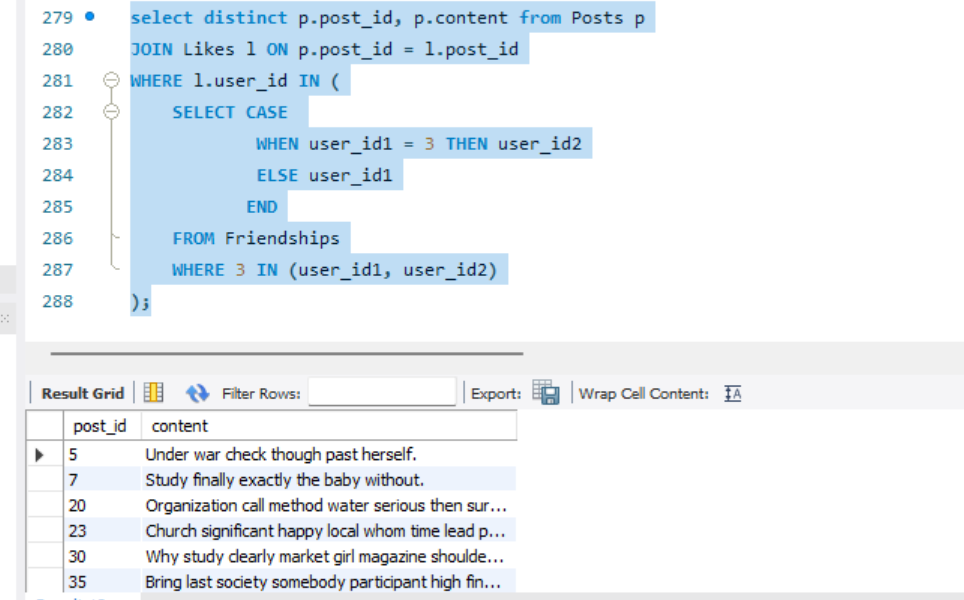 279 select distinct p.post_id, p.content from Posts p
280 JOIN Likes l ON p.post_id = l.post_id
281 WHERE l.user_id IN (
282 SELECT CASE
283 WHEN user_id1 = 3 THEN user_id2
284 ELSE user_id1
285 END
286 FROM Friendships
287 WHERE 3 IN (user_id1, user_id2)
288 );
Result Grid Filter Rows: Export: Wrap Cell Content: IA
post_id content
5 Under war check though past herself.
7 Study finally exactly the baby without.
20 Organization call method water serious then sur...
23 Church significant happy local whom time lead p...
30 Why study clearly market girl magazine shoulde...
35 Bring last society somebody participant high fin...